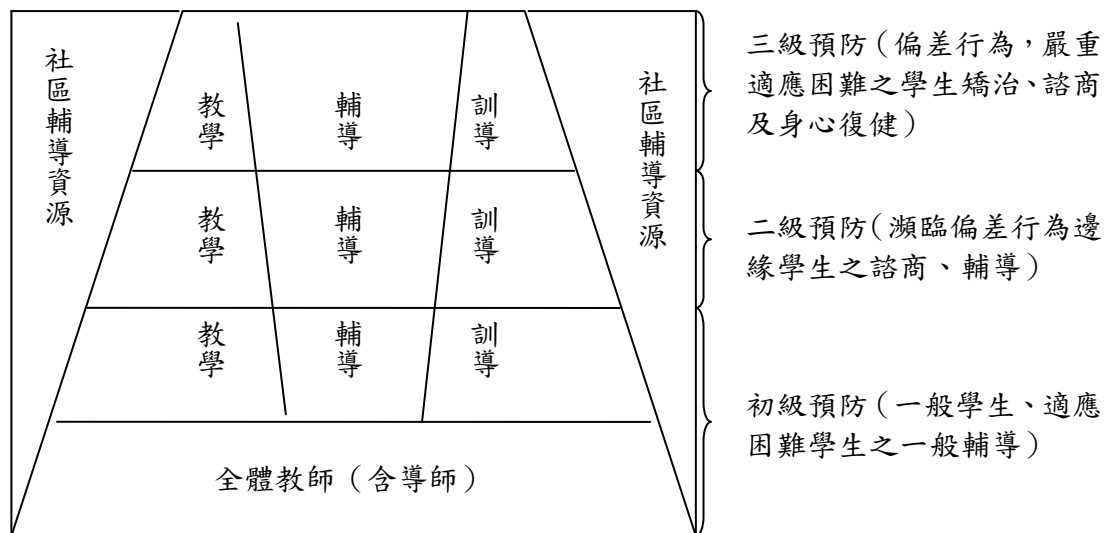 社區輔導資源
教學
輔導
訓導
社區輔導資源
三級預防（偏差行為，嚴重
適應困難之學生矯治、諮商
及身心復健）
教學
輔導
訓導
二級預防（瀕臨偏差行為邊
緣學生之諮商、輔導）
教學
輔導
訓導
初級預防（一般學生、適應
困難學生之一般輔導）
全體教師（含導師）